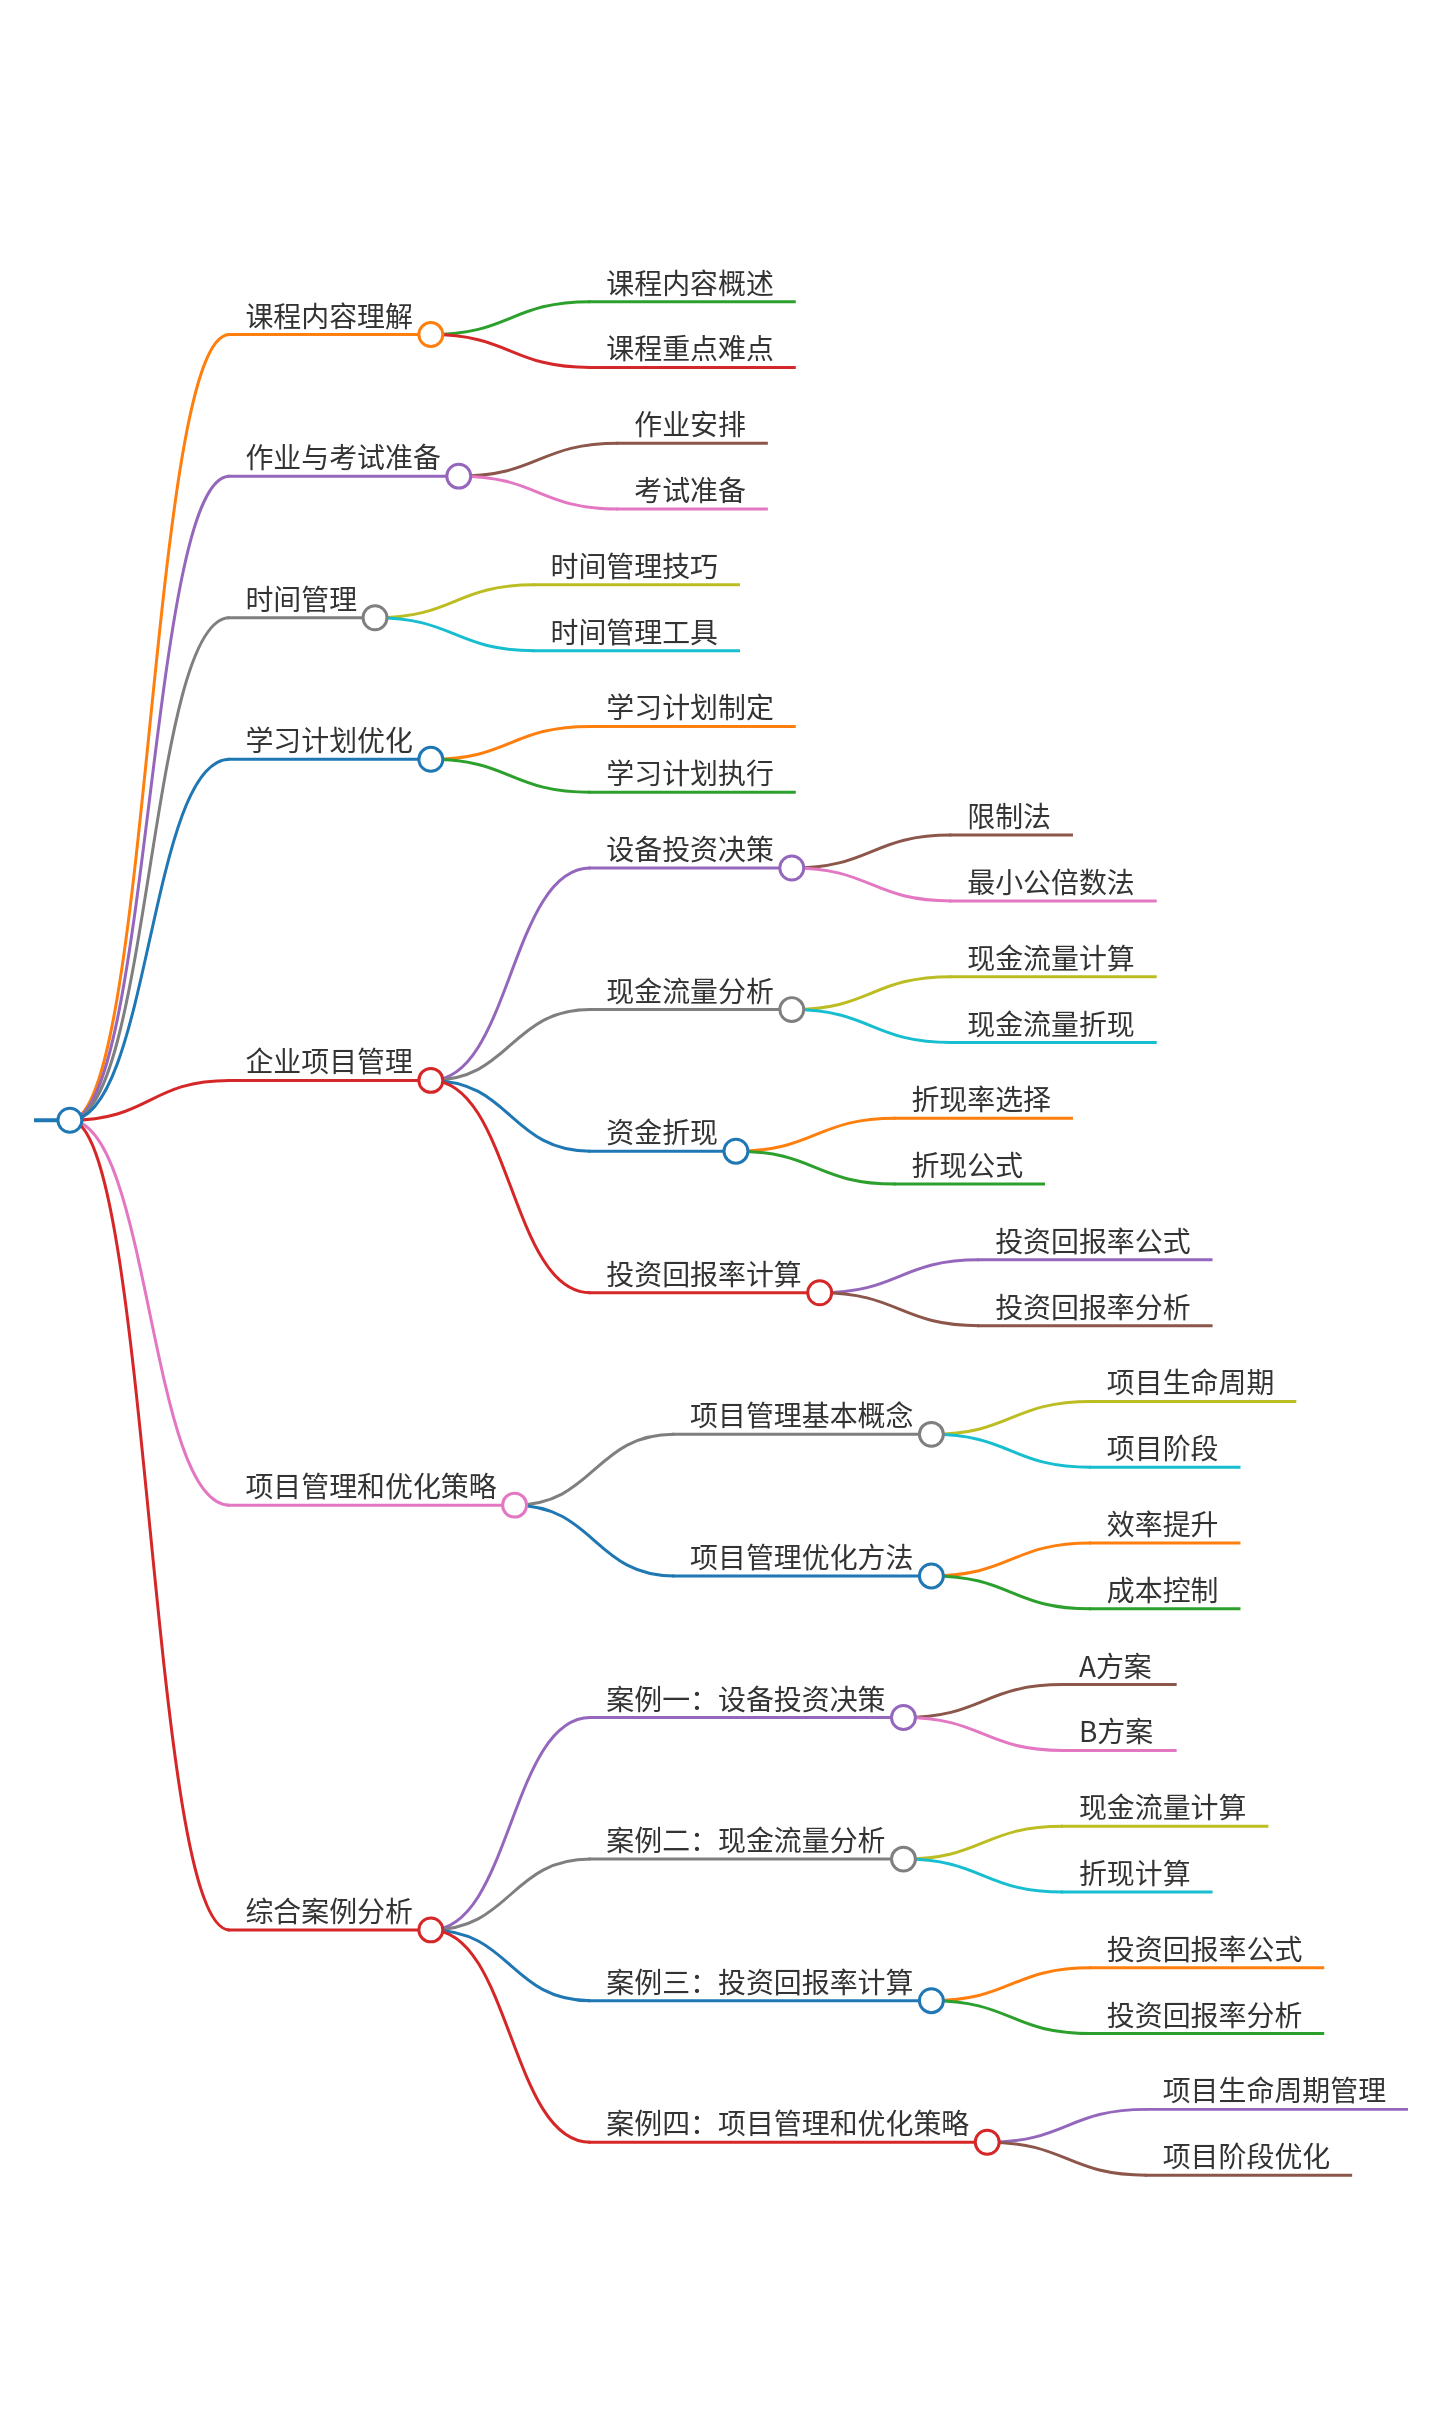 课程内容理解
课程内容概述
课程重点难点
作业与考试准备
作业安排
考试准备
时间管理
时间管理技巧
时间管理工具
学习计划优化
学习计划制定
学习计划执行
企业项目管理
设备投资决策
限制法
最小公倍数法
现金流量分析
现金流量计算
现金流量折现
资金折现
折现率选择
折现公式
投资回报率计算
投资回报率公式
投资回报率分析
项目管理和优化策略
项目管理基本概念
项目生命周期
项目阶段
项目管理优化方法
效率提升
成本控制
综合案例分析
案例一：设备投资决策
A方案
B方案
案例二：现金流量分析
现金流量计算
折现计算
案例三：投资回报率计算
投资回报率公式
投资回报率分析
案例四：项目管理和优化策略
项目生命周期管理
项目阶段优化